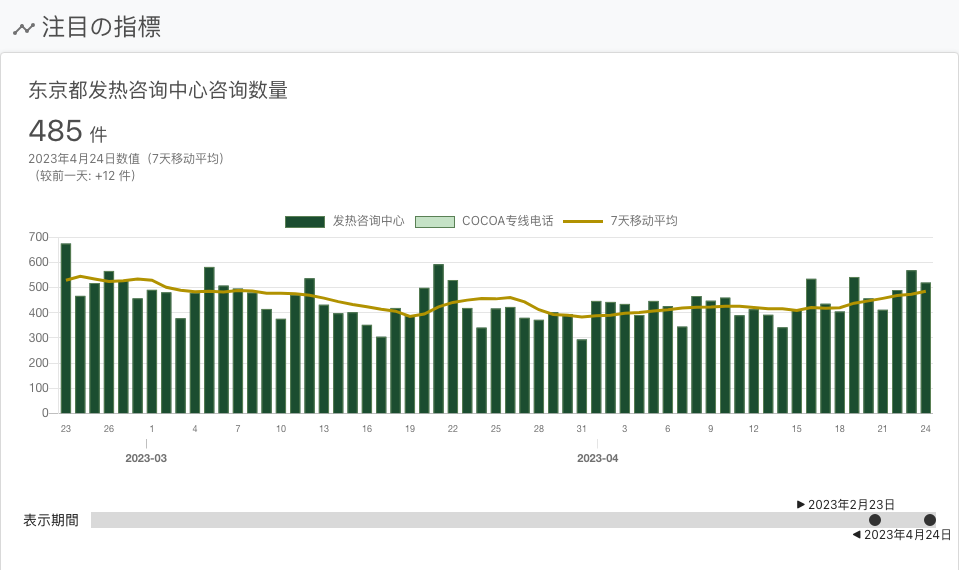 注目の指標
东京都发热咨询中心咨询数量
485 件
2023年4月24日数值（7天移动平均）
（较前一天: +12 件）
发热咨询中心 COCOA专线电话 7天移动平均
700
600
500
400
300
200
100
0
23 26 1 4 7 10 13 16 19 22 25 28 31 3 6 9 12 15 18 21 24
2023-03 2023-04
▶ 2023年2月23日
表示期間
◀ 2023年4月24日